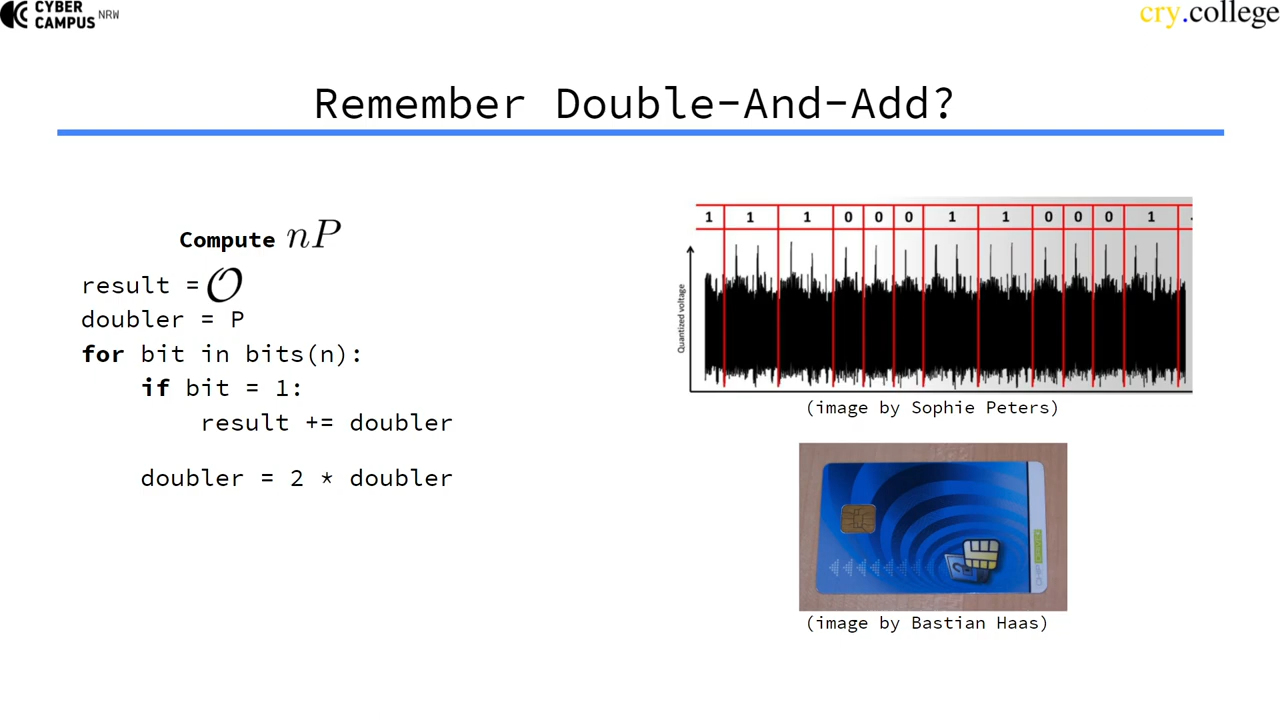 CYBER
CAMPUS NRW
cry.college
Remember Double-And-Add?
Compute nP
result = 𝒪
doubler = P
for bit in bits(n):
if bit = 1:
result += doubler
doubler = 2 * doubler
1 1 1 0 0 0 1 1 0 0 0 1
Quantized voltage
(image by Sophie Peters)
(image by Bastian Haas)